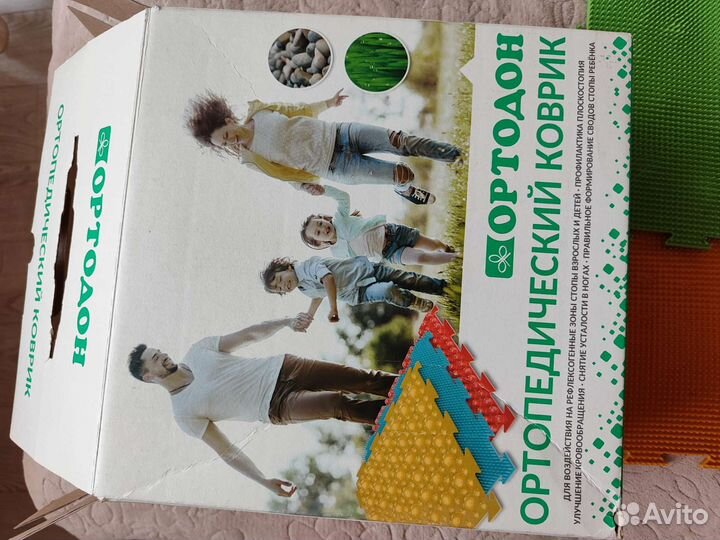 ОРТОДОН
ОРТОПЕДИЧЕСКИЙ КОВРИК
ОРТОДОН
ОРТОПЕДИЧЕСКИЙ КОВРИК
ДЛЯ ВОЗДЕЙСТВИЯ НА РЕФЛЕКСОГЕННЫЕ ЗОНЫ СТОПЫ ВЗРОСЛЫХ И ДЕТЕЙ · ПРОФИЛАКТИКА ПЛОСКОСТОПИЯ
УЛУЧШЕНИЕ КРОВООБРАЩЕНИЯ · СНЯТИЕ УСТАЛОСТИ В НОГАХ · ПРАВИЛЬНОЕ ФОРМИРОВАНИЕ СВОДОВ СТОПЫ РЕБЁНКА
Avito